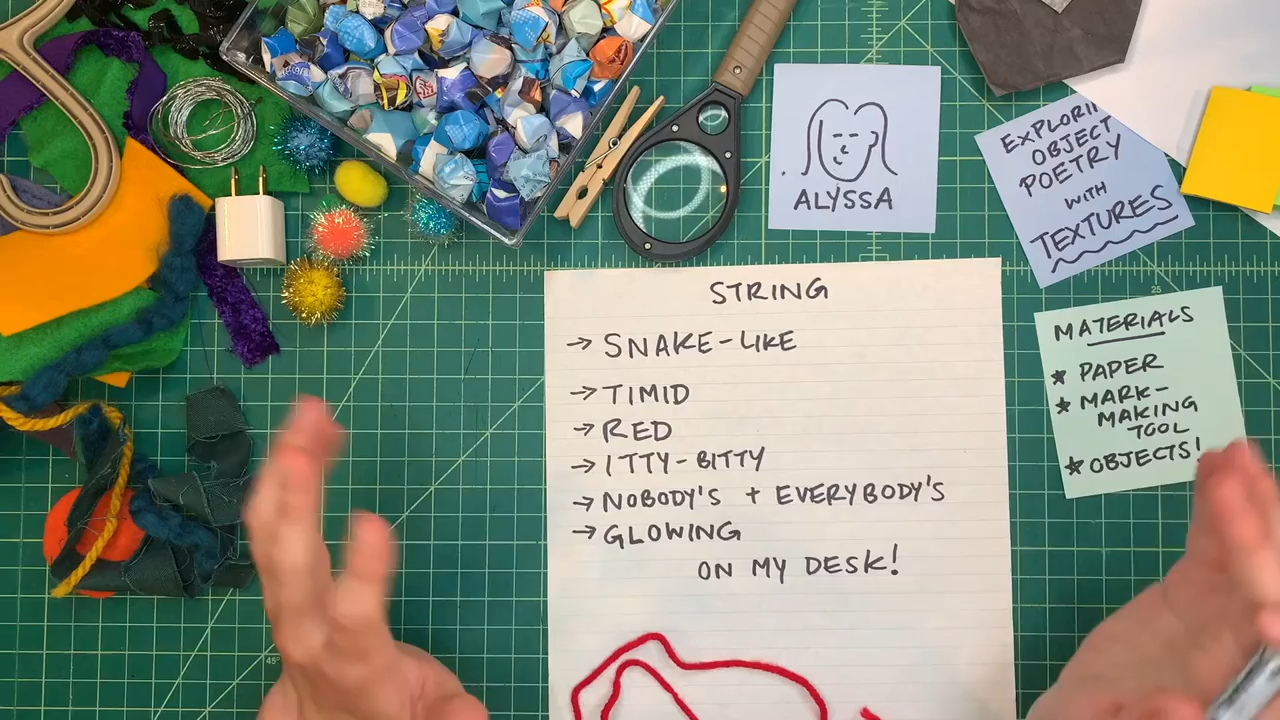 ALYSSA
OBJECT
POETRY
WITH
TEXTURES
STRING
→ SNAKE-LIKE
→ TIMID
→ RED
→ ITTY-BITTY
→ NOBODY'S + EVERYBODY'S
→ GLOWING
ON MY DESK!
MATERIALS
★ PAPER
★ MARK-
MAKING
TOOL
★ OBJECTS!